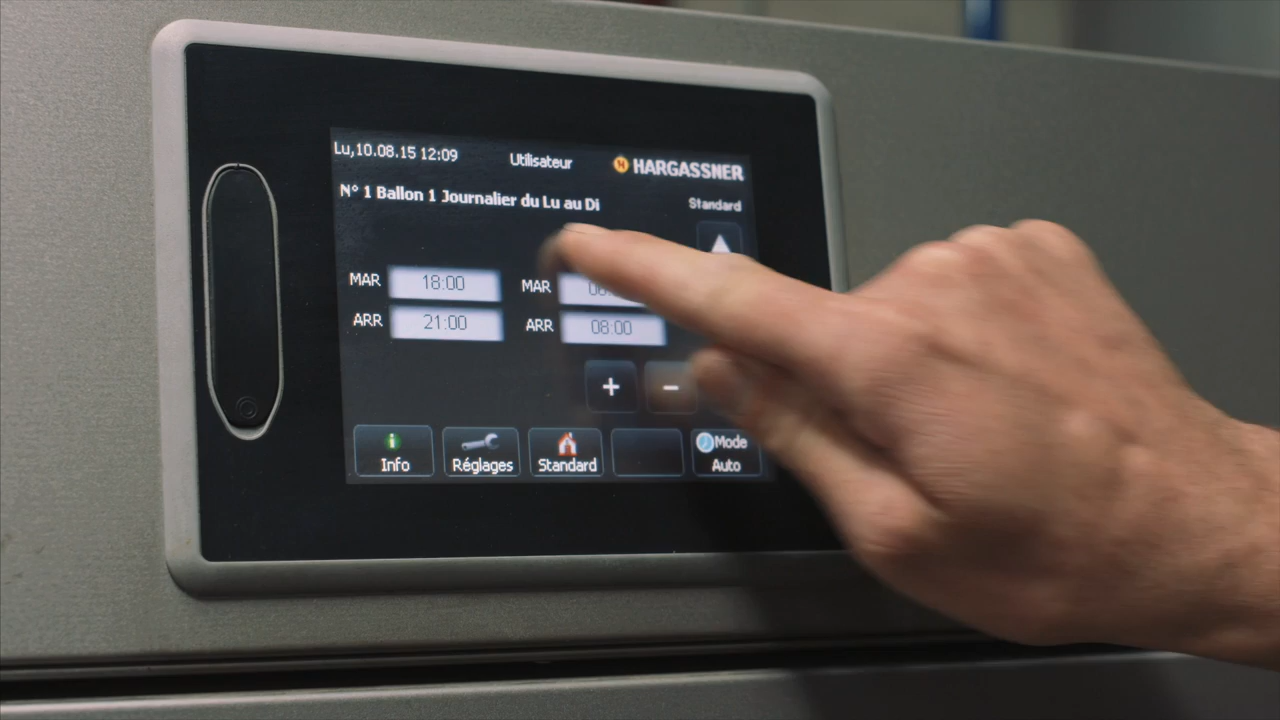 Lu,10.08.15 12:09 Utilisateur HARGASSNER
N° 1 Ballon 1 Journalier du Lu au Di Standard
MAR 18:00 MAR
ARR 21:00 ARR 08:00
+ −
Info Réglages Standard Mode Auto